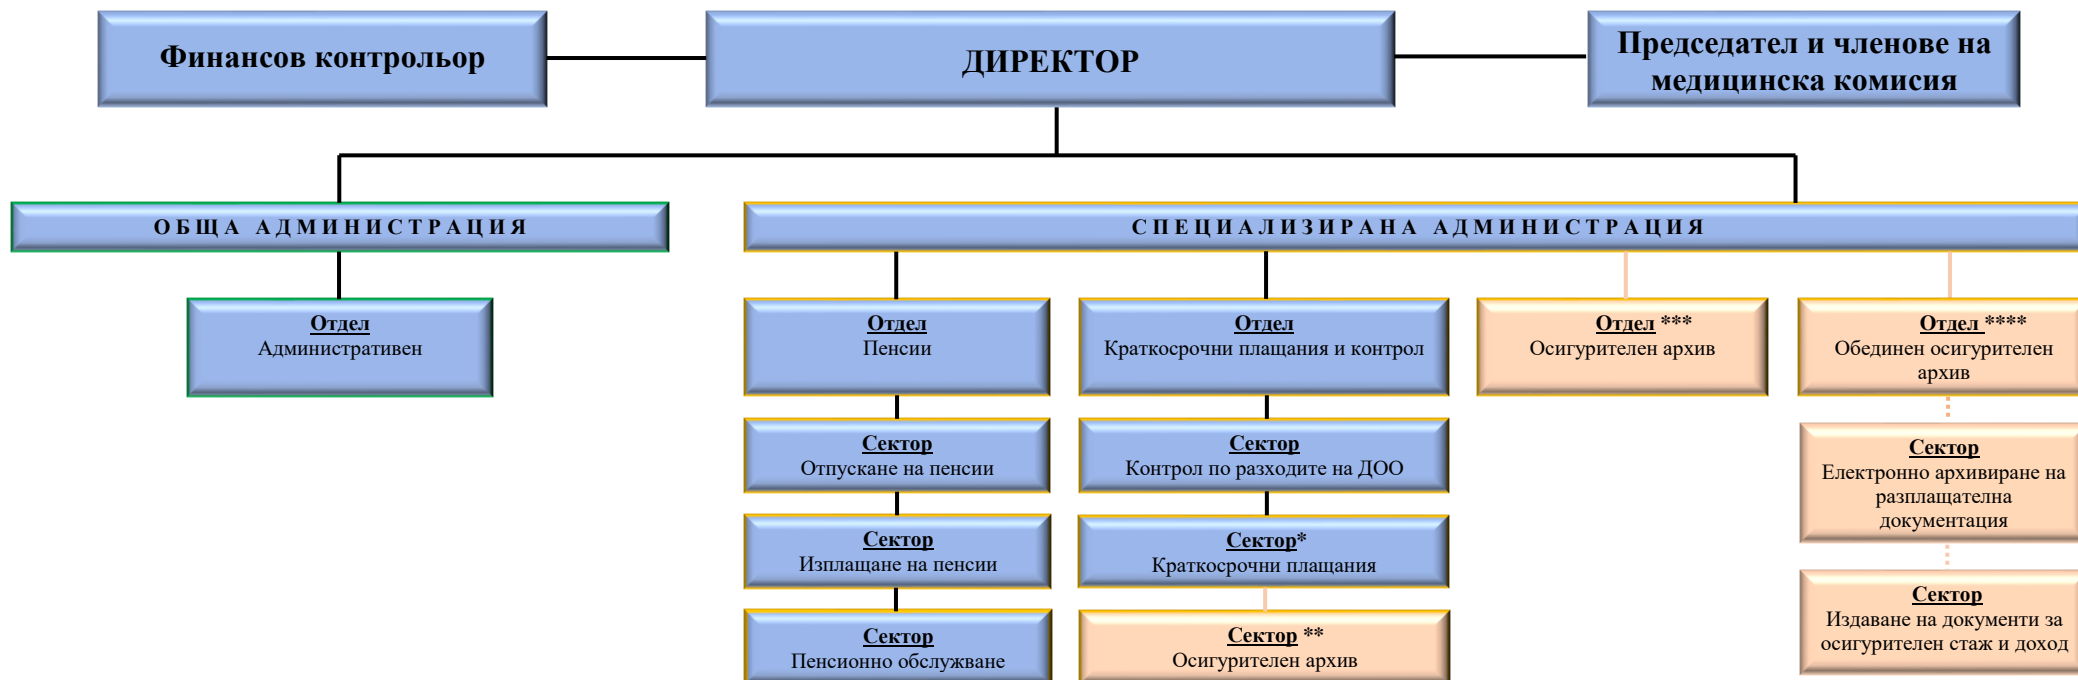 Финансов контрольор
ДИРЕКТОР
Председател и членове на
медицинска комисия
ОБЩА АДМИНИСТРАЦИЯ
СПЕЦИАЛИЗИРАНА АДМИНИСТРАЦИЯ
Отдел
Административен
Отдел
Пенсии
Отдел
Краткосрочни плащания и контрол
Отдел ***
Осигурителен архив
Отдел ****
Обединен осигурителен
архив
Сектор
Отпускане на пенсии
Сектор
Контрол по разходите на ДОО
Сектор
Електронно архивиране на
разплащателна
документация
Сектор
Изплащане на пенсии
Сектор*
Краткосрочни плащания
Сектор
Издаване на документи за
осигурителен стаж и доход
Сектор
Пенсионно обслужване
Сектор **
Осигурителен архив